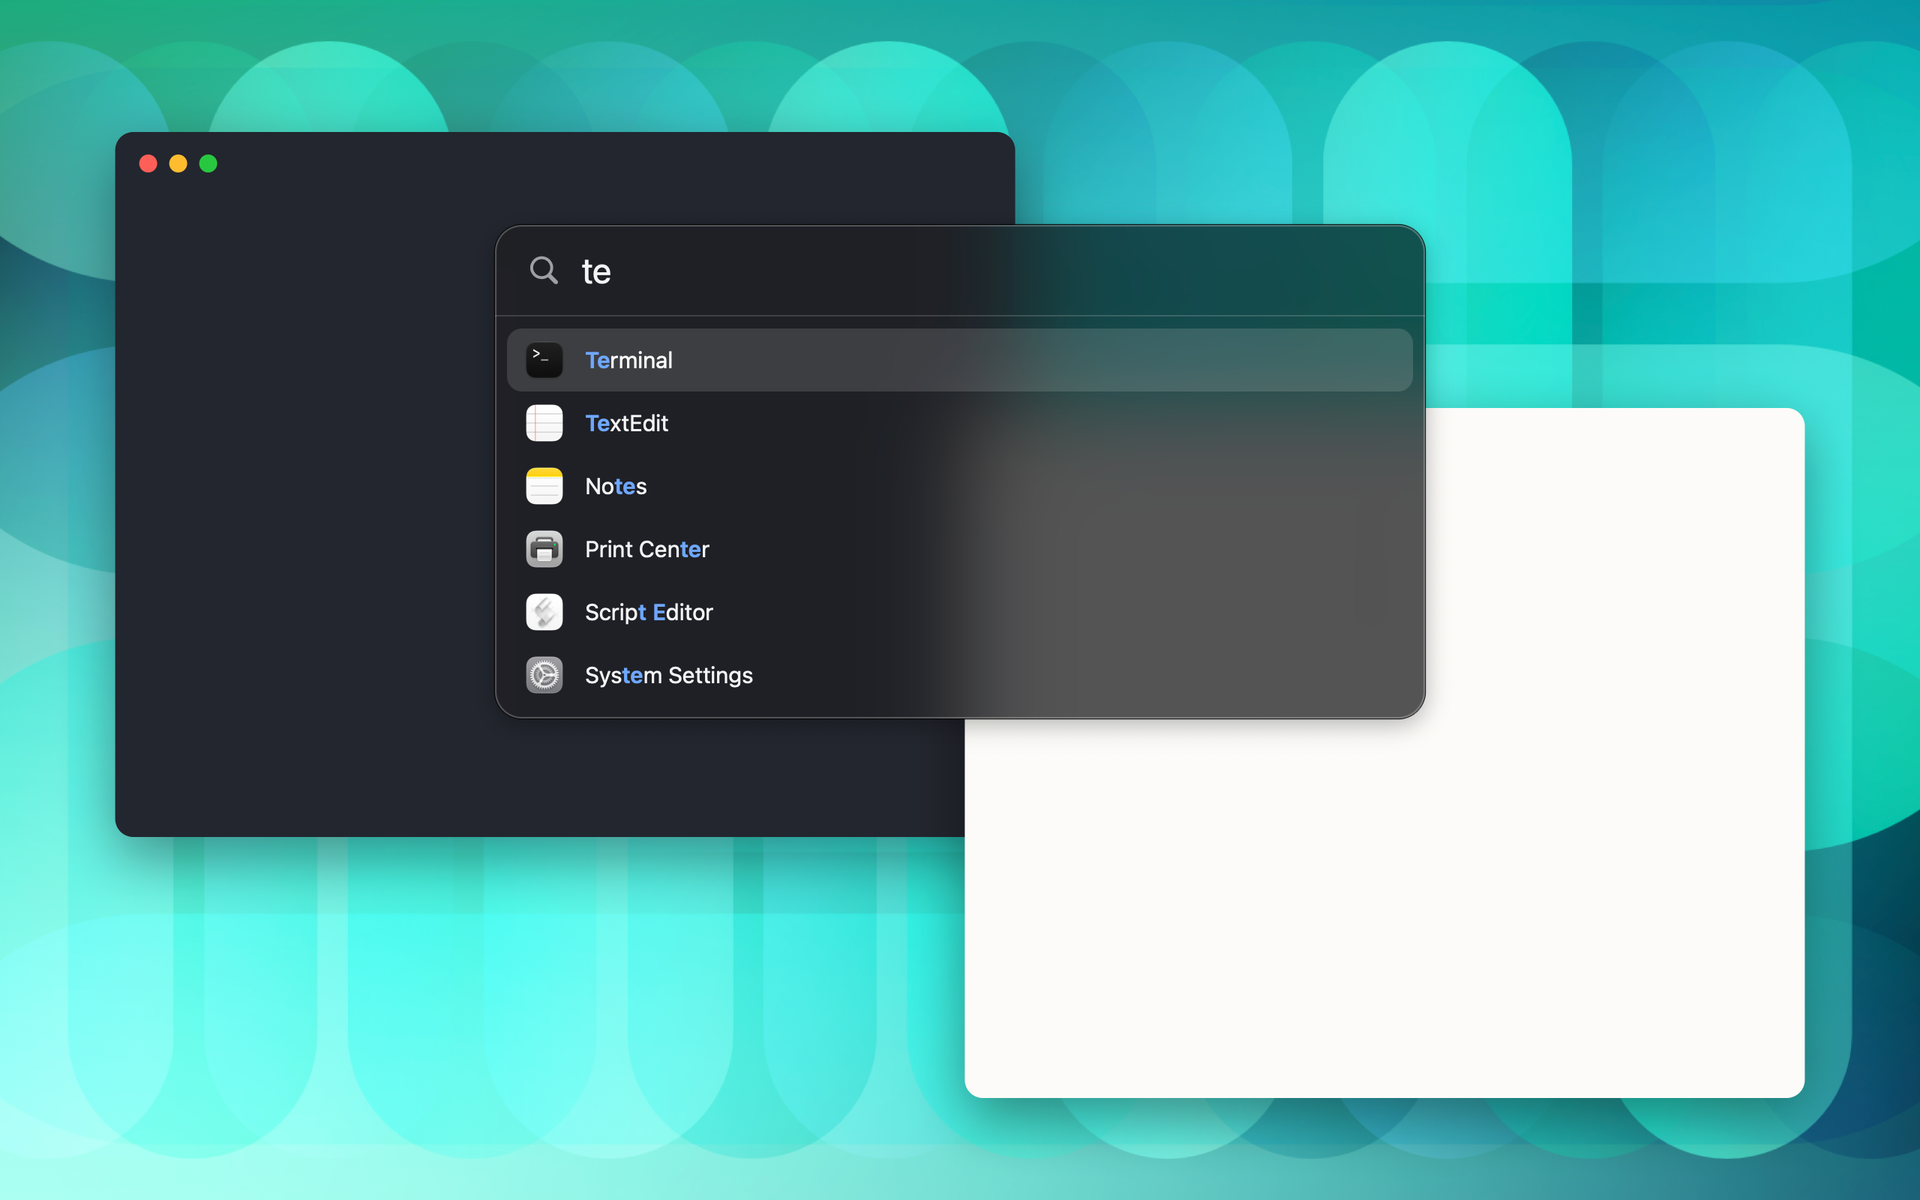 te
>_
Terminal
TextEdit
Notes
Print Center
Script Editor
System Settings